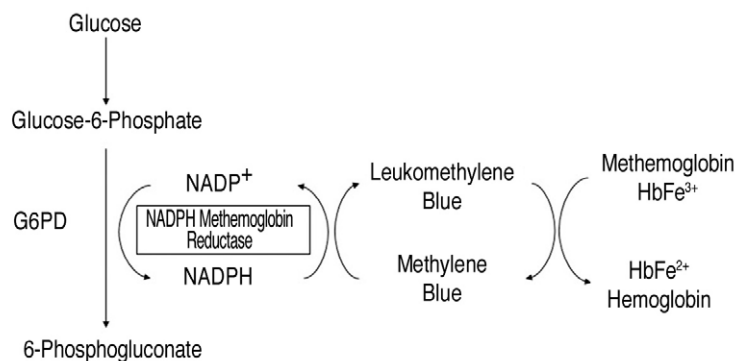 Glucose
Glucose-6-Phosphate
G6PD
NADP⁺
NADPH Methemoglobin
Reductase
NADPH
Leukomethylene
Blue
Methylene
Blue
Methemoglobin
HbFe³⁺
HbFe²⁺
Hemoglobin
6-Phosphogluconate